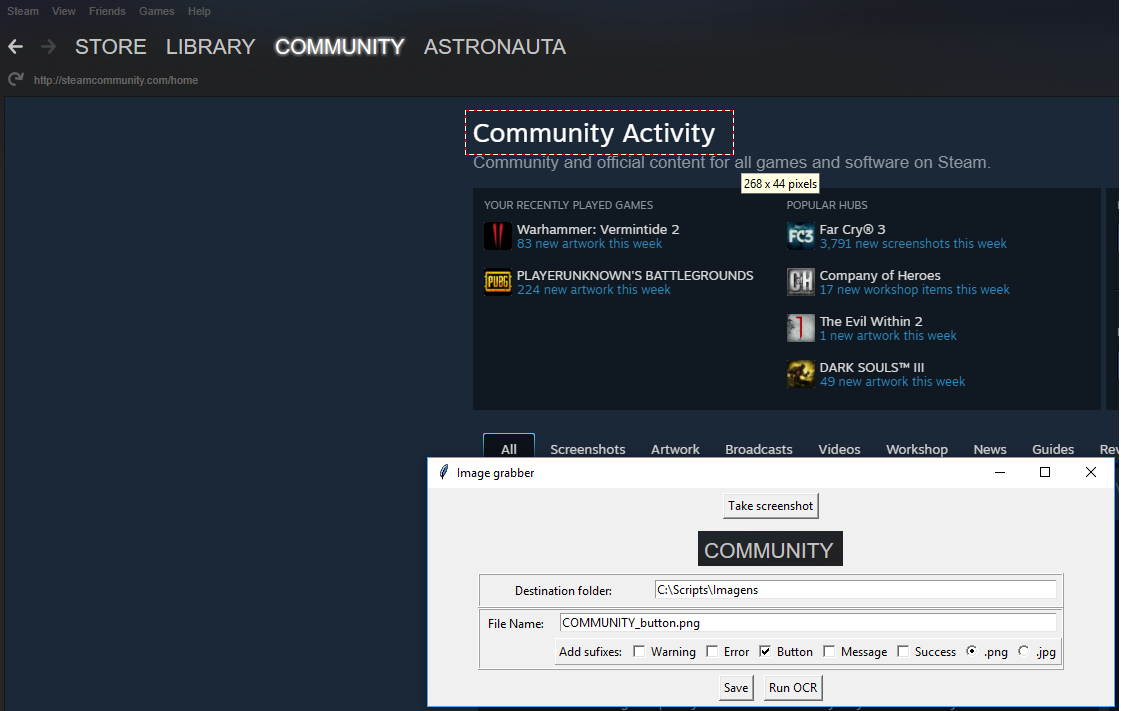 Steam View Friends Games Help
STORE LIBRARY COMMUNITY ASTRONAUTA
http://steamcommunity.com/home
Community Activity
Community and official content for all games and software on Steam.
268 x 44 pixels
YOUR RECENTLY PLAYED GAMES
Warhammer: Vermintide 2
83 new artwork this week
PUBG
PLAYERUNKNOWN'S BATTLEGROUNDS
224 new artwork this week
POPULAR HUBS
FC3
Far Cry® 3
3,791 new screenshots this week
CH
Company of Heroes
17 new workshop items this week
The Evil Within 2
1 new artwork this week
DARK SOULS™ III
49 new artwork this week
All Screenshots Artwork Broadcasts Videos Workshop News Guides Rev
Image grabber
Take screenshot
COMMUNITY
Destination folder: C:\Scripts\Imagens
File Name: COMMUNITY_button.png
Add sufixes: Warning Error Button Message Success .png .jpg
Save Run OCR